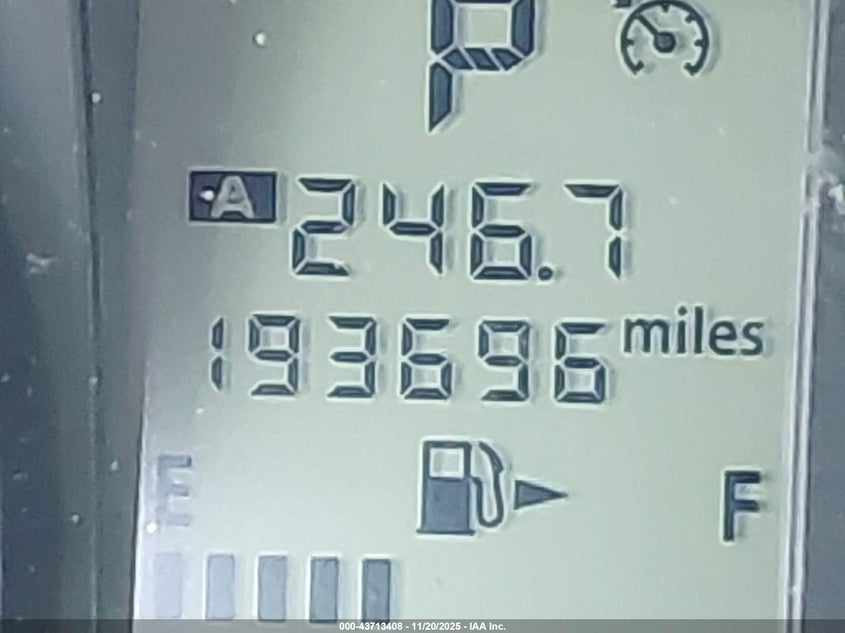 P
A 246.7
193696 miles
E F
000-43713408 - 11/20/2025 - IAA Inc.